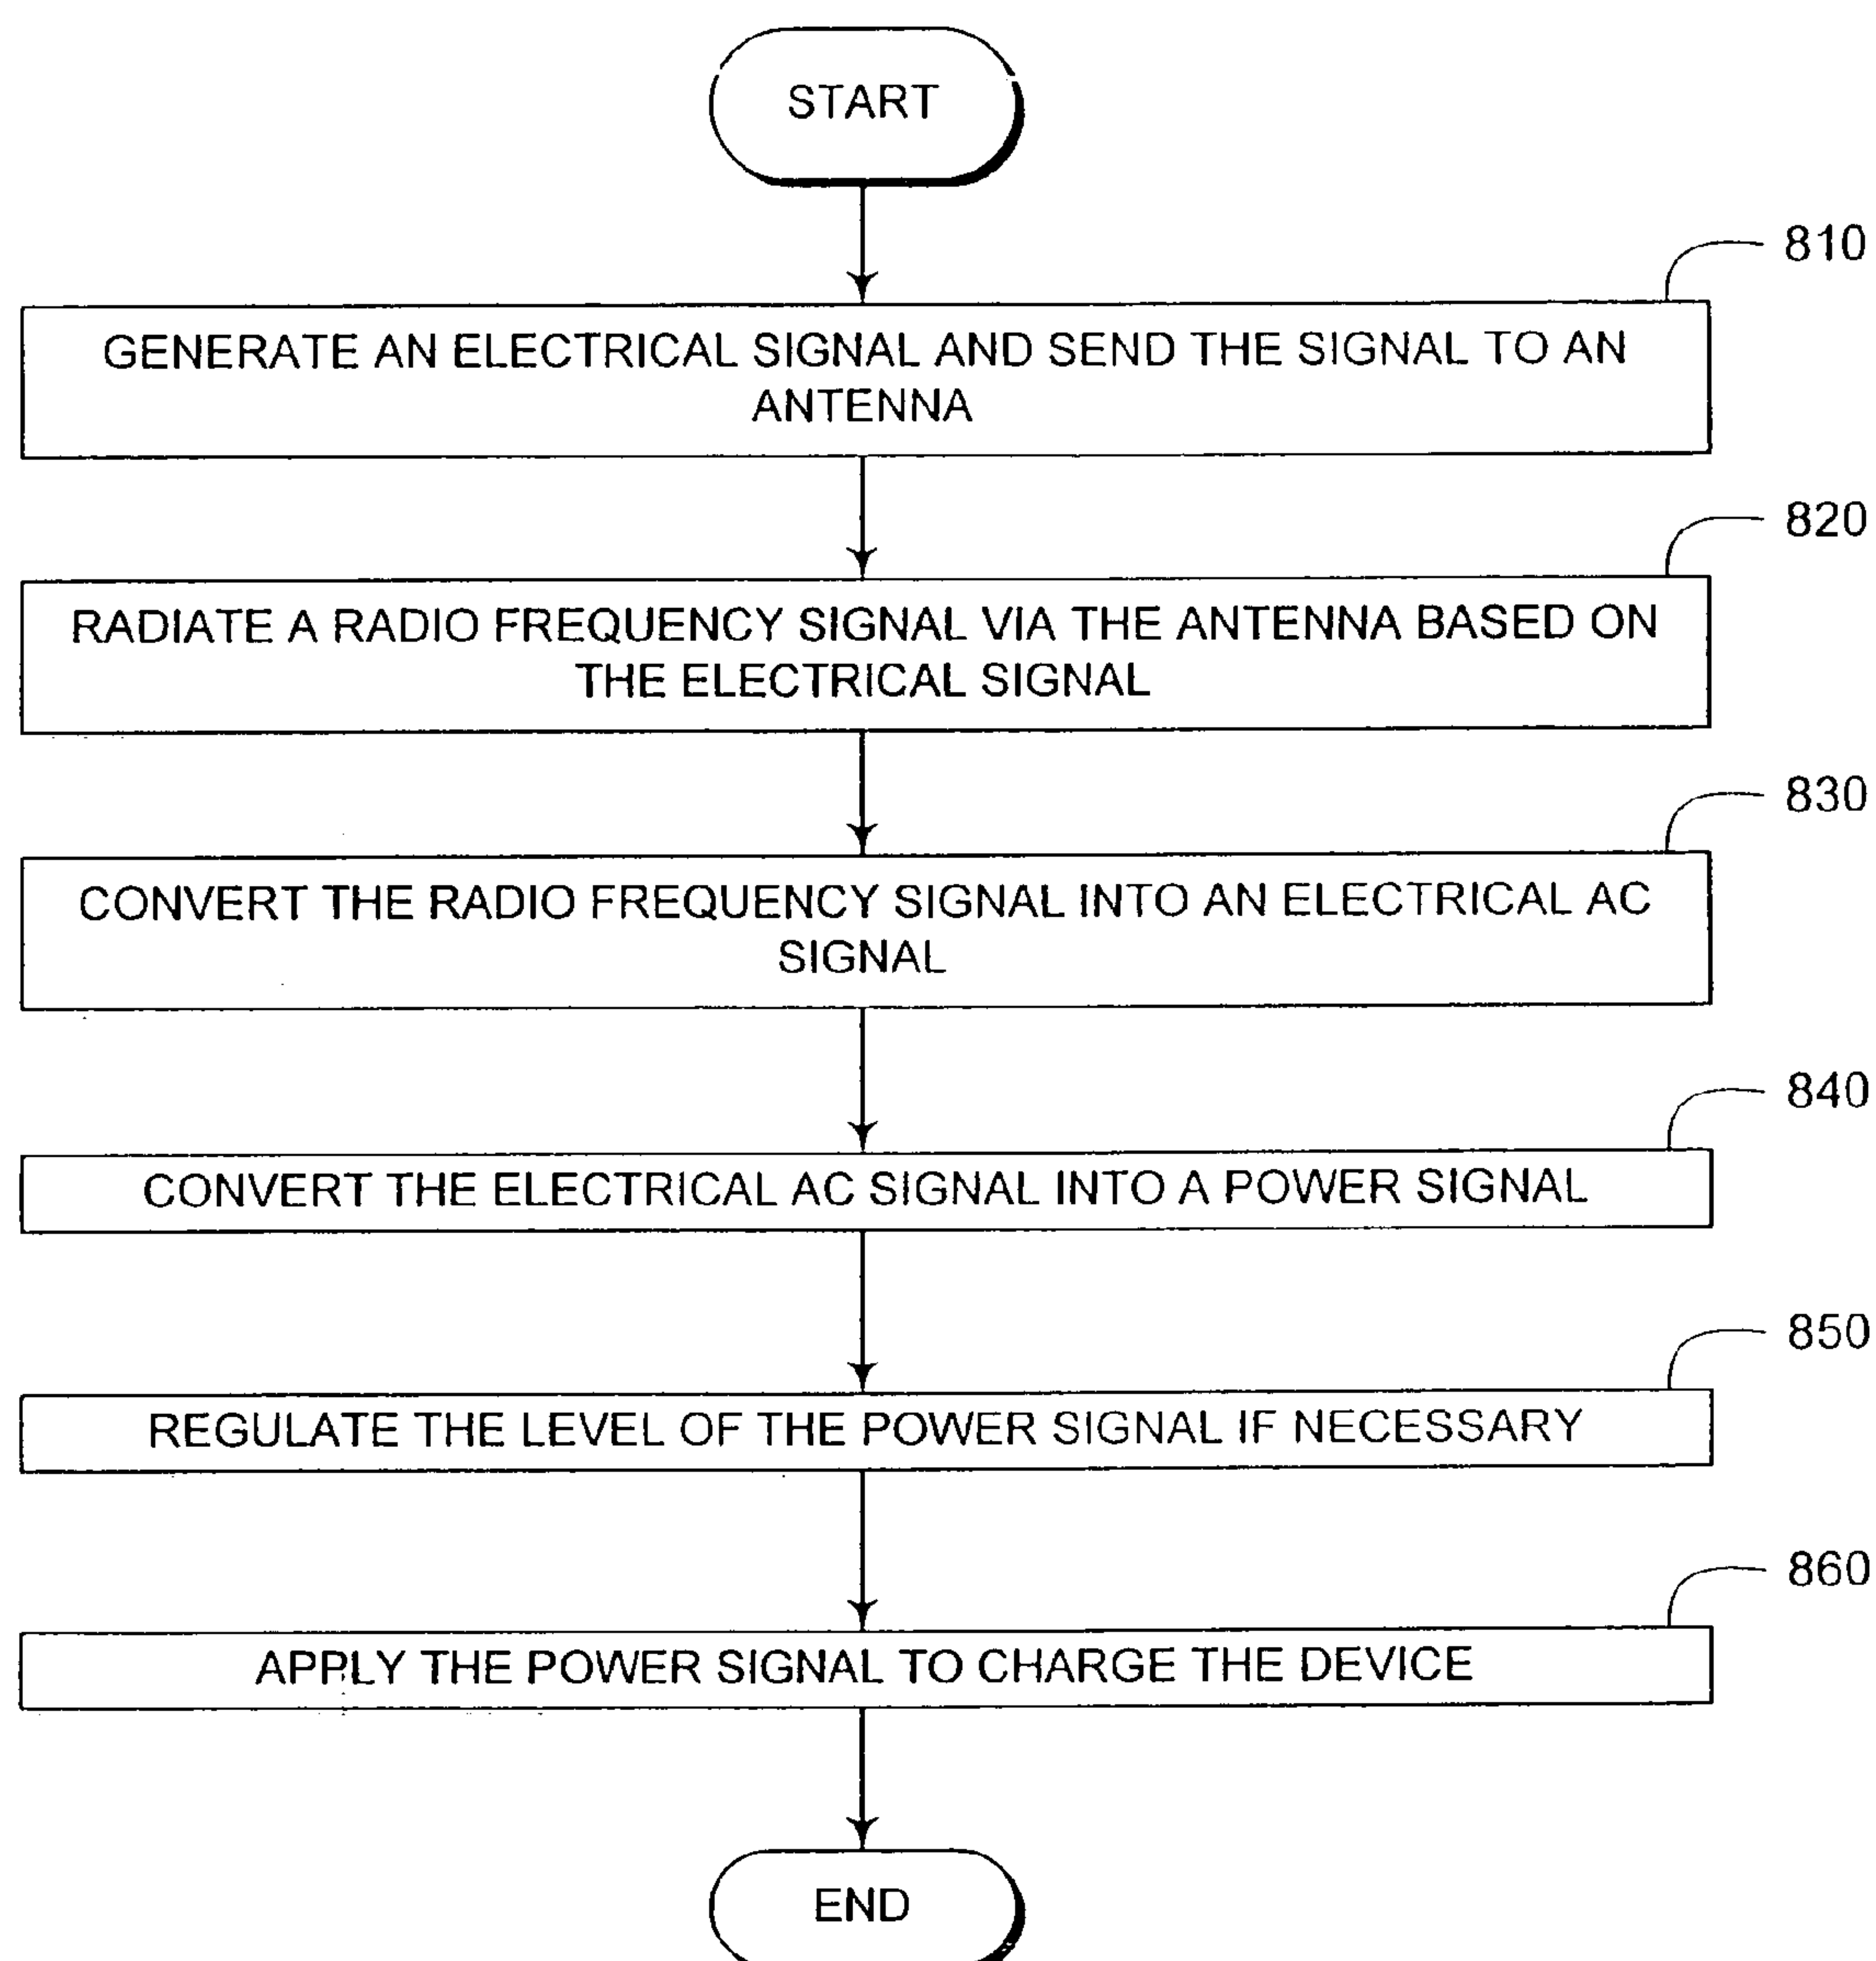 START
810
GENERATE AN ELECTRICAL SIGNAL AND SEND THE SIGNAL TO AN
ANTENNA
820
RADIATE A RADIO FREQUENCY SIGNAL VIA THE ANTENNA BASED ON
THE ELECTRICAL SIGNAL
830
CONVERT THE RADIO FREQUENCY SIGNAL INTO AN ELECTRICAL AC
SIGNAL
840
CONVERT THE ELECTRICAL AC SIGNAL INTO A POWER SIGNAL
850
REGULATE THE LEVEL OF THE POWER SIGNAL IF NECESSARY
860
APPLY THE POWER SIGNAL TO CHARGE THE DEVICE
END